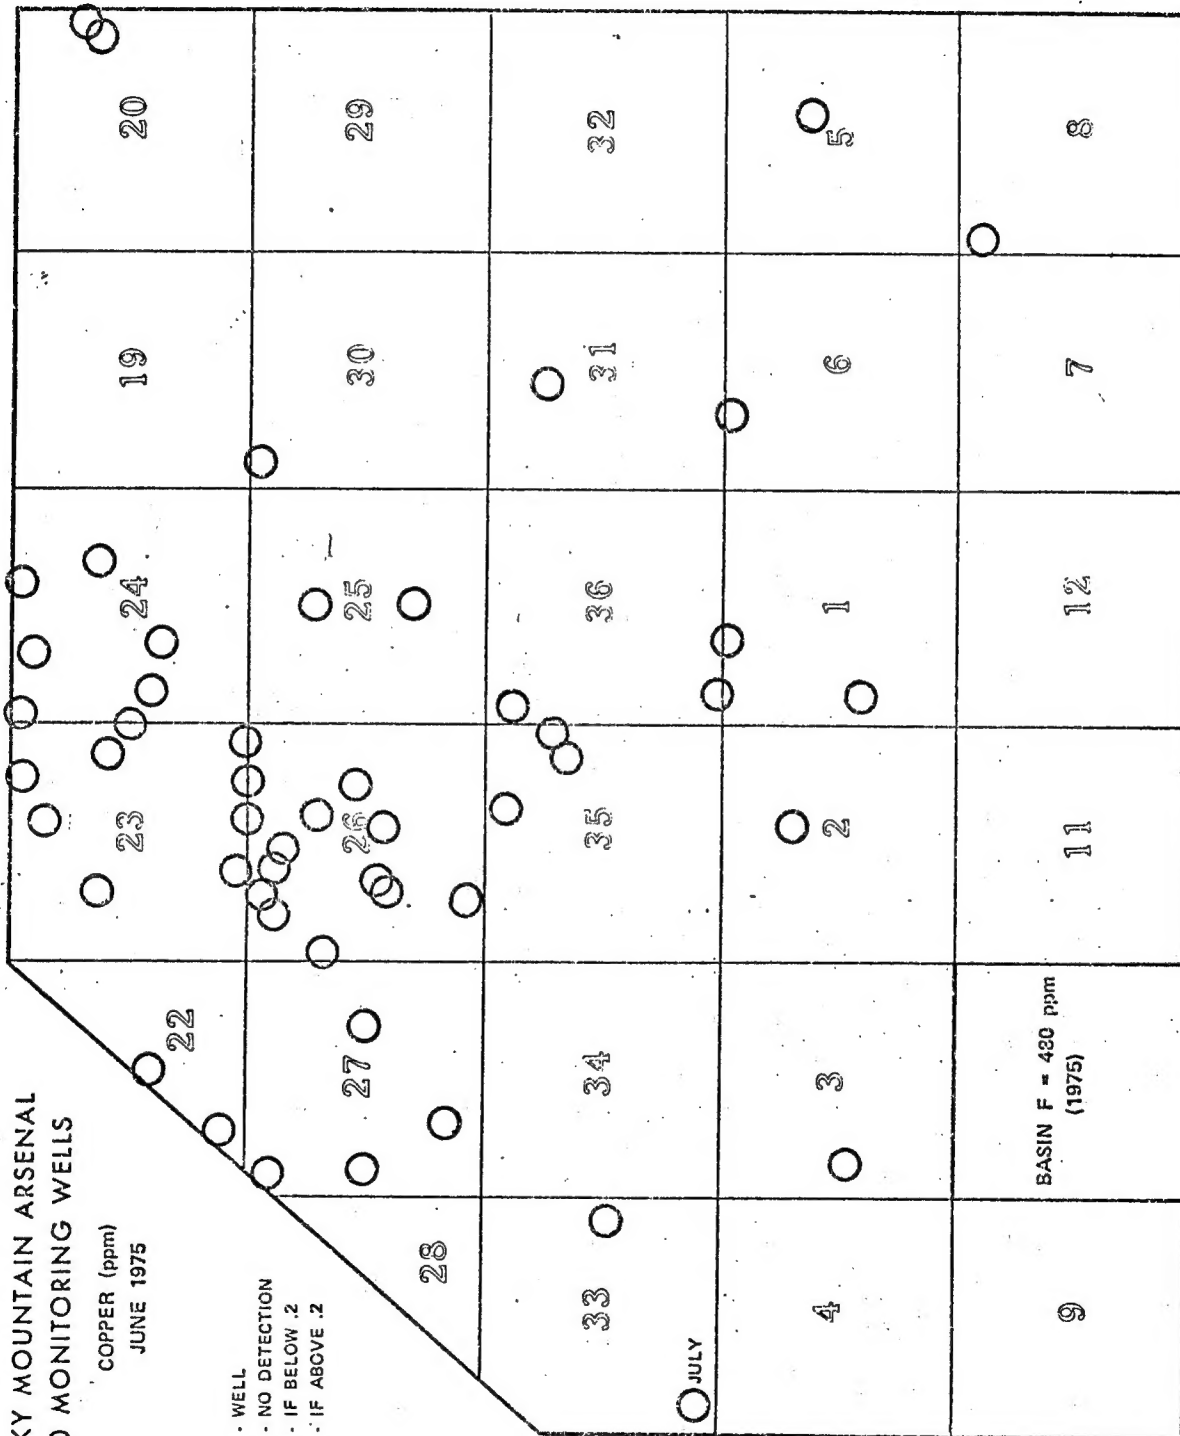 KY MOUNTAIN ARSENAL
MONITORING WELLS
COPPER (ppm)
JUNE 1975
- WELL
- NO DETECTION
- IF BELOW .2
- IF ABOVE .2
22
23
24
19
20
28
27
26
25
30
29
33
34
35
36
31
32
JULY
4
3
2
1
6
5
9
BASIN F = 480 ppm
(1975)
11
12
7
8